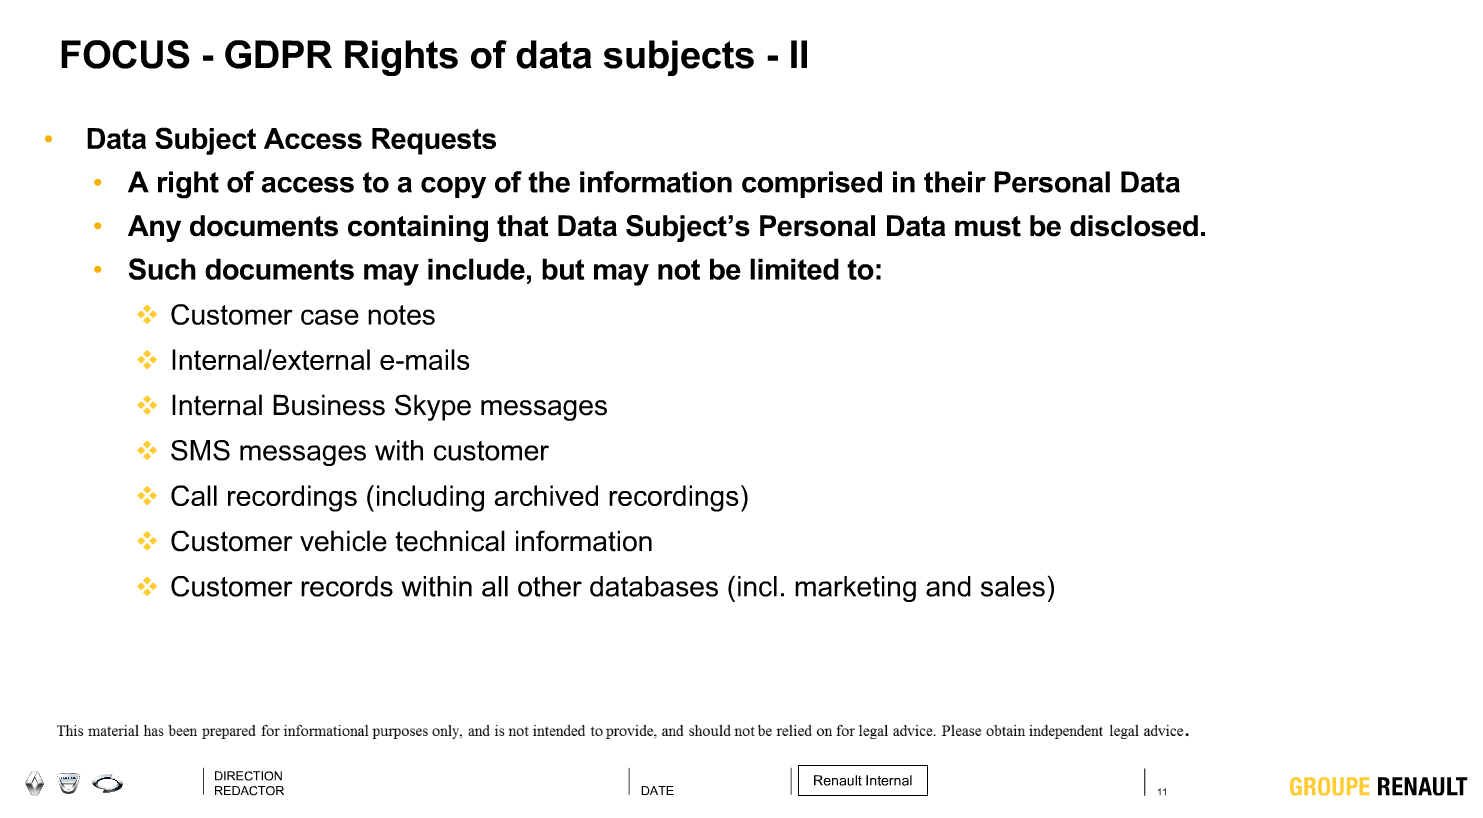 FOCUS - GDPR Rights of data subjects - II
• Data Subject Access Requests
• A right of access to a copy of the information comprised in their Personal Data
• Any documents containing that Data Subject’s Personal Data must be disclosed.
• Such documents may include, but may not be limited to:
❖ Customer case notes
❖ Internal/external e-mails
❖ Internal Business Skype messages
❖ SMS messages with customer
❖ Call recordings (including archived recordings)
❖ Customer vehicle technical information
❖ Customer records within all other databases (incl. marketing and sales)
This material has been prepared for informational purposes only, and is not intended to provide, and should not be relied on for legal advice. Please obtain independent legal advice.
DIRECTION
REDACTOR
DATE
Renault Internal
11
GROUPE RENAULT